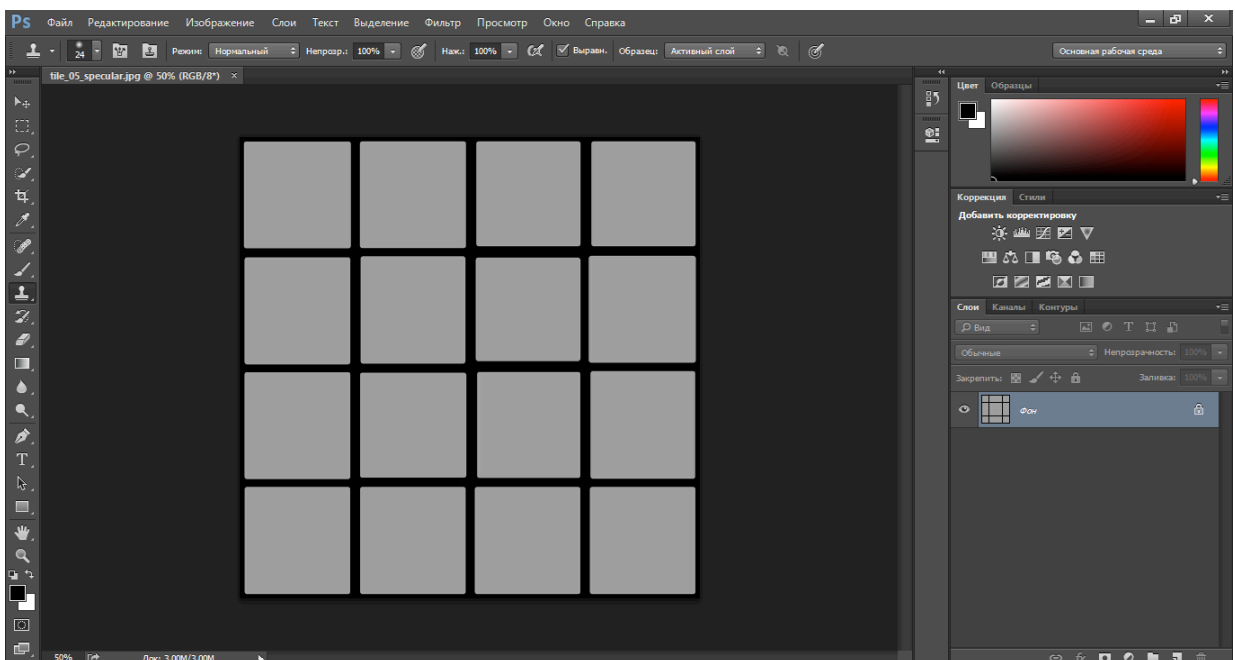 Ps Файл Редактирование Изображение Слои Текст Выделение Фильтр Просмотр Окно Справка
24 Режим: Нормальный Непрозр.: 100% Наж.: 100% Выравн. Образец: Активный слой Основная рабочая среда
tile_05_specular.jpg @ 50% (RGB/8*) ×
Цвет Образцы
Коррекция Стили
Добавить корректировку
Слои Каналы Контуры
Вид
Обычные Непрозрачность: 100%
Закрепить: Заливка: 100%
Фон
50% Док: 3,00M/3,00M